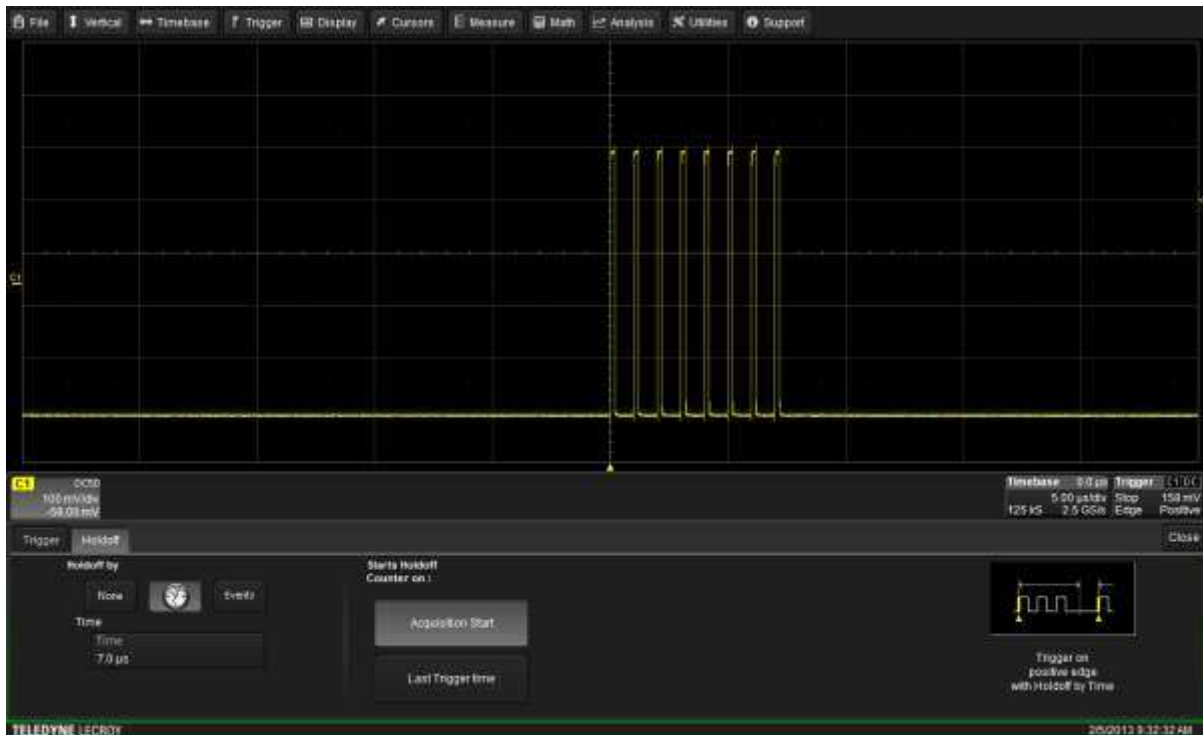 File Vertical Timebase Trigger Display Cursors Measure Math Analysis Utilities Support
C1
C1 DC50
100 mV/div
Timebase 0.0 µs Trigger
5.00 µs/div Stop 158 mV
125 kS 2.5 GS/s Edge Positive
Trigger Holdoff Close
Holdoff by
None Events
Time
Time
7.0 µs
Starts Holdoff
Counter on :
Acquisition Start
Last Trigger time
Trigger on
positive edge
with Holdoff by Time
TELEDYNE LECROY 2/5/2013 9:32:32 AM